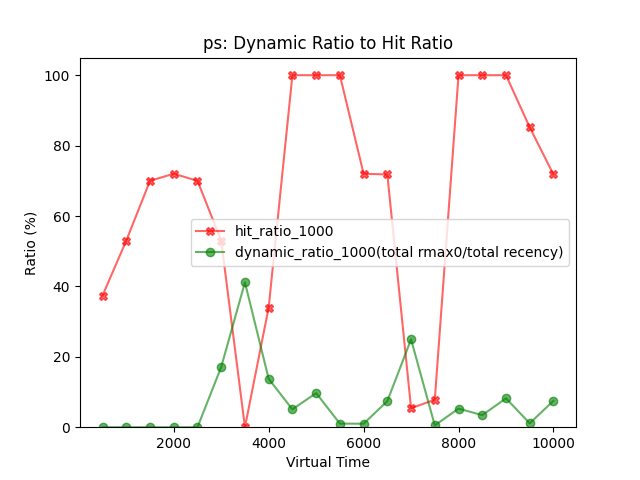 ps: Dynamic Ratio to Hit Ratio
100
80
60
40
20
0
Ratio (%)
hit_ratio_1000
dynamic_ratio_1000(total rmax0/total recency)
2000 4000 6000 8000 10000
Virtual Time